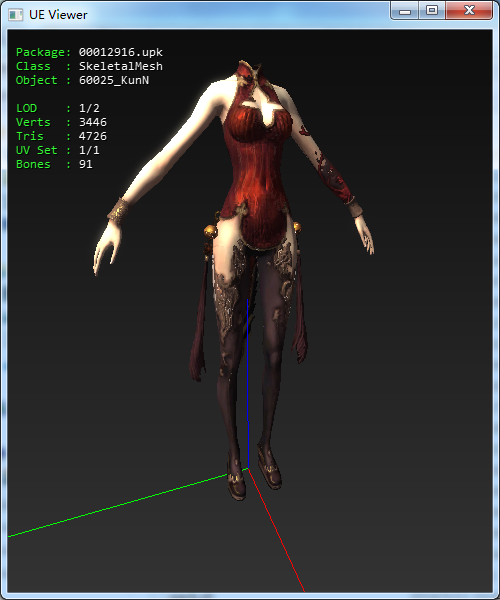 UE Viewer
Package: 00012916.upk
Class : SkeletalMesh
Object : 60025_KunN
LOD : 1/2
Verts : 3446
Tris : 4726
UV Set : 1/1
Bones : 91